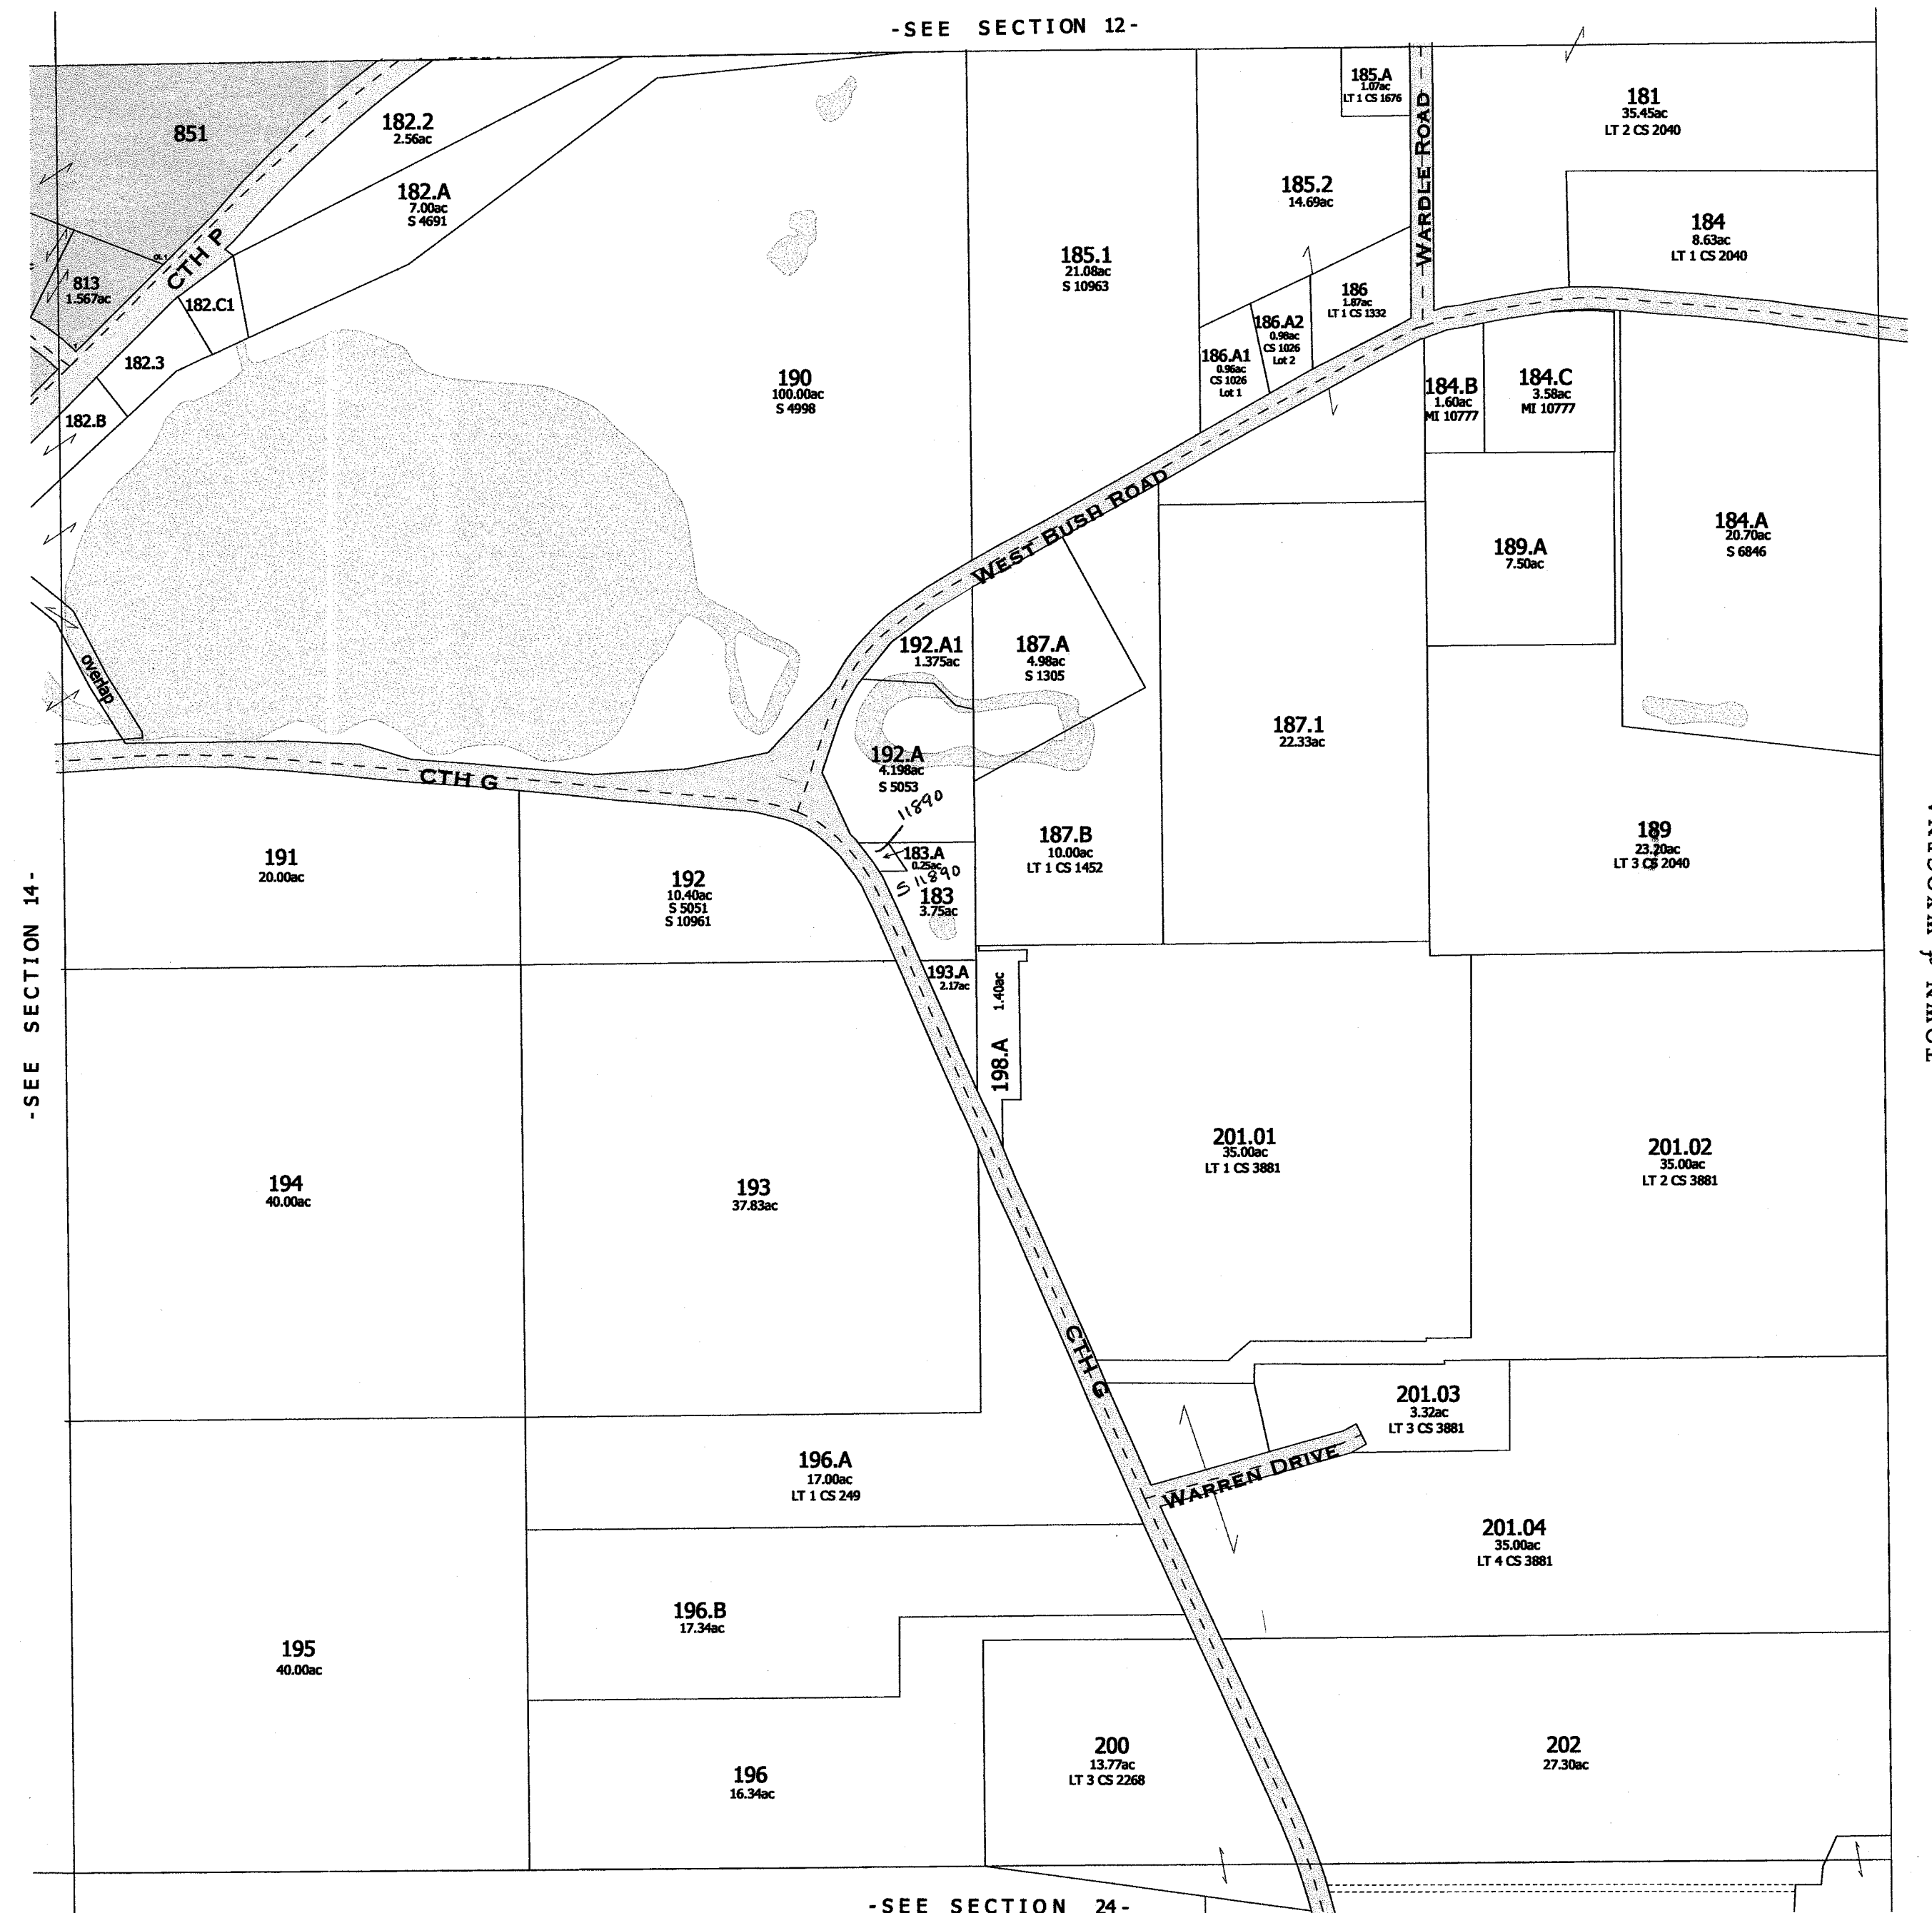 -SEE SECTION 12-
851
182.2
2.56ac
182.A
7.00ac
S 4691
CTH P
813
1.567ac
182.C1
182.3
182.B
190
100.00ac
S 4998
185.1
21.08ac
S 10963
185.A
1.07ac
LT 1 CS 1676
185.2
14.69ac
WARDLE ROAD
181
35.45ac
LT 2 CS 2040
184
8.63ac
LT 1 CS 2040
186
1.87ac
LT 1 CS 1332
186.A2
0.98ac
CS 1026
Lot 2
186.A1
0.96ac
CS 1026
Lot 1
184.B
1.60ac
MI 10777
184.C
3.58ac
MI 10777
184.A
20.70ac
S 6846
189.A
7.50ac
WEST BUSH ROAD
overlap
192.A1
1.375ac
187.A
4.98ac
S 1305
187.1
22.33ac
192.A
4.198ac
S 5053
11890
CTH G
183.A
0.25ac
S 11890
183
3.75ac
187.B
10.00ac
LT 1 CS 1452
189
23.20ac
LT 3 CS 2040
191
20.00ac
192
10.40ac
S 5051
S 10961
-SEE SECTION 14-
193.A
2.17ac
198.A 1.40ac
194
40.00ac
193
37.83ac
201.01
35.00ac
LT 1 CS 3881
201.02
35.00ac
LT 2 CS 3881
CTH G
201.03
3.32ac
LT 3 CS 3881
WARREN DRIVE
196.A
17.00ac
LT 1 CS 249
201.04
35.00ac
LT 4 CS 3881
196.B
17.34ac
195
40.00ac
196
16.34ac
200
13.77ac
LT 3 CS 2268
202
27.30ac
-SEE SECTION 24-